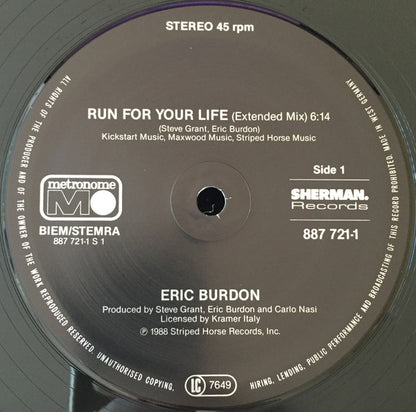 STEREO 45 rpm
RUN FOR YOUR LIFE (Extended Mix) 6:14
(Steve Grant, Eric Burdon)
Kickstart Music, Maxwood Music, Striped Horse Music
Side 1
metronome
M
SHERMAN.
Records
BIEM/STEMRA
887 721-1 S 1
887 721-1
ERIC BURDON
Produced by Steve Grant, Eric Burdon and Carlo Nasi
Licensed by Kramer Italy
℗ 1988 Striped Horse Records, Inc.
LC 7649
ALL RIGHTS OF THE PRODUCER AND OF THE OWNER OF THE WORK REPRODUCED RESERVED. UNAUTHORISED COPYING, HIRING, LENDING, PUBLIC PERFORMANCE AND BROADCASTING OF THIS RECORD PROHIBITED. MADE IN WEST GERMANY